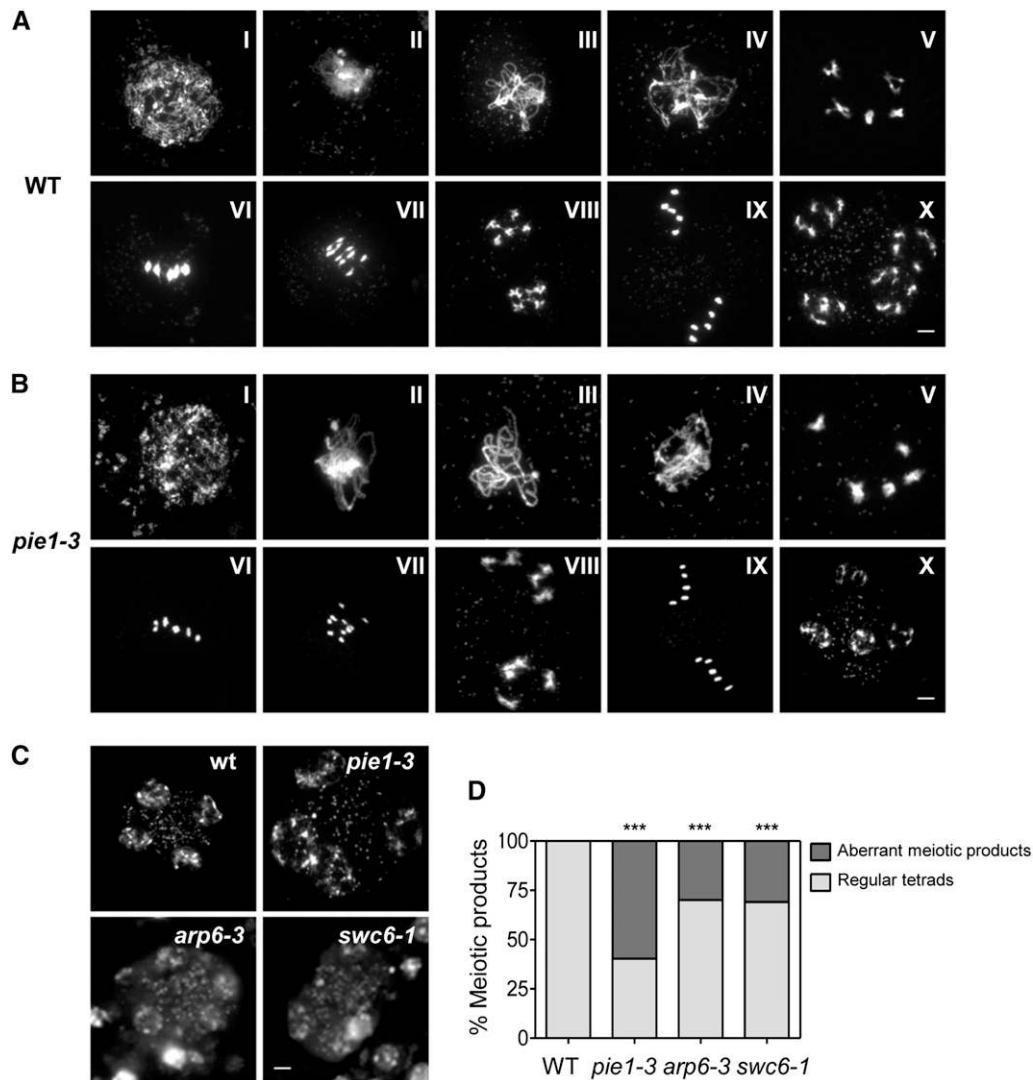 A
I II III IV V
WT
VI VII VIII IX X
B
I II III IV V
pie1-3
VI VII VIII IX X
C
wt pie1-3
arp6-3 swc6-1
D
*** *** ***
100
75
50
25
0
% Meiotic products
Aberrant meiotic products
Regular tetrads
WT pie1-3 arp6-3 swc6-1